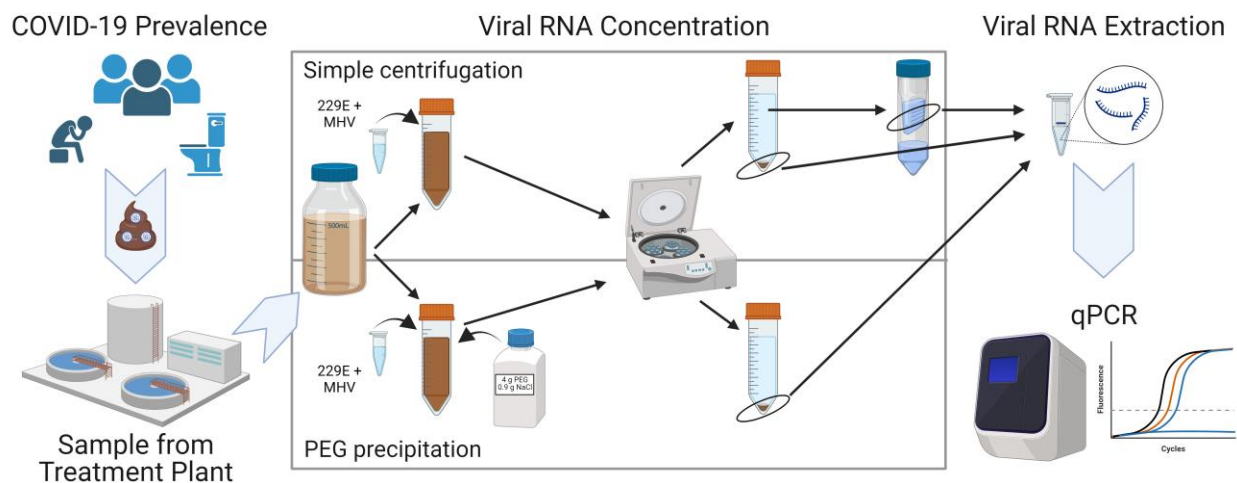 COVID-19 Prevalence
Viral RNA Concentration
Viral RNA Extraction
Simple centrifugation
229E +
MHV
500mL
229E +
MHV
4 g PEG
0.9 g NaCl
PEG precipitation
Sample from
Treatment Plant
qPCR
Fluorescence
Cycles